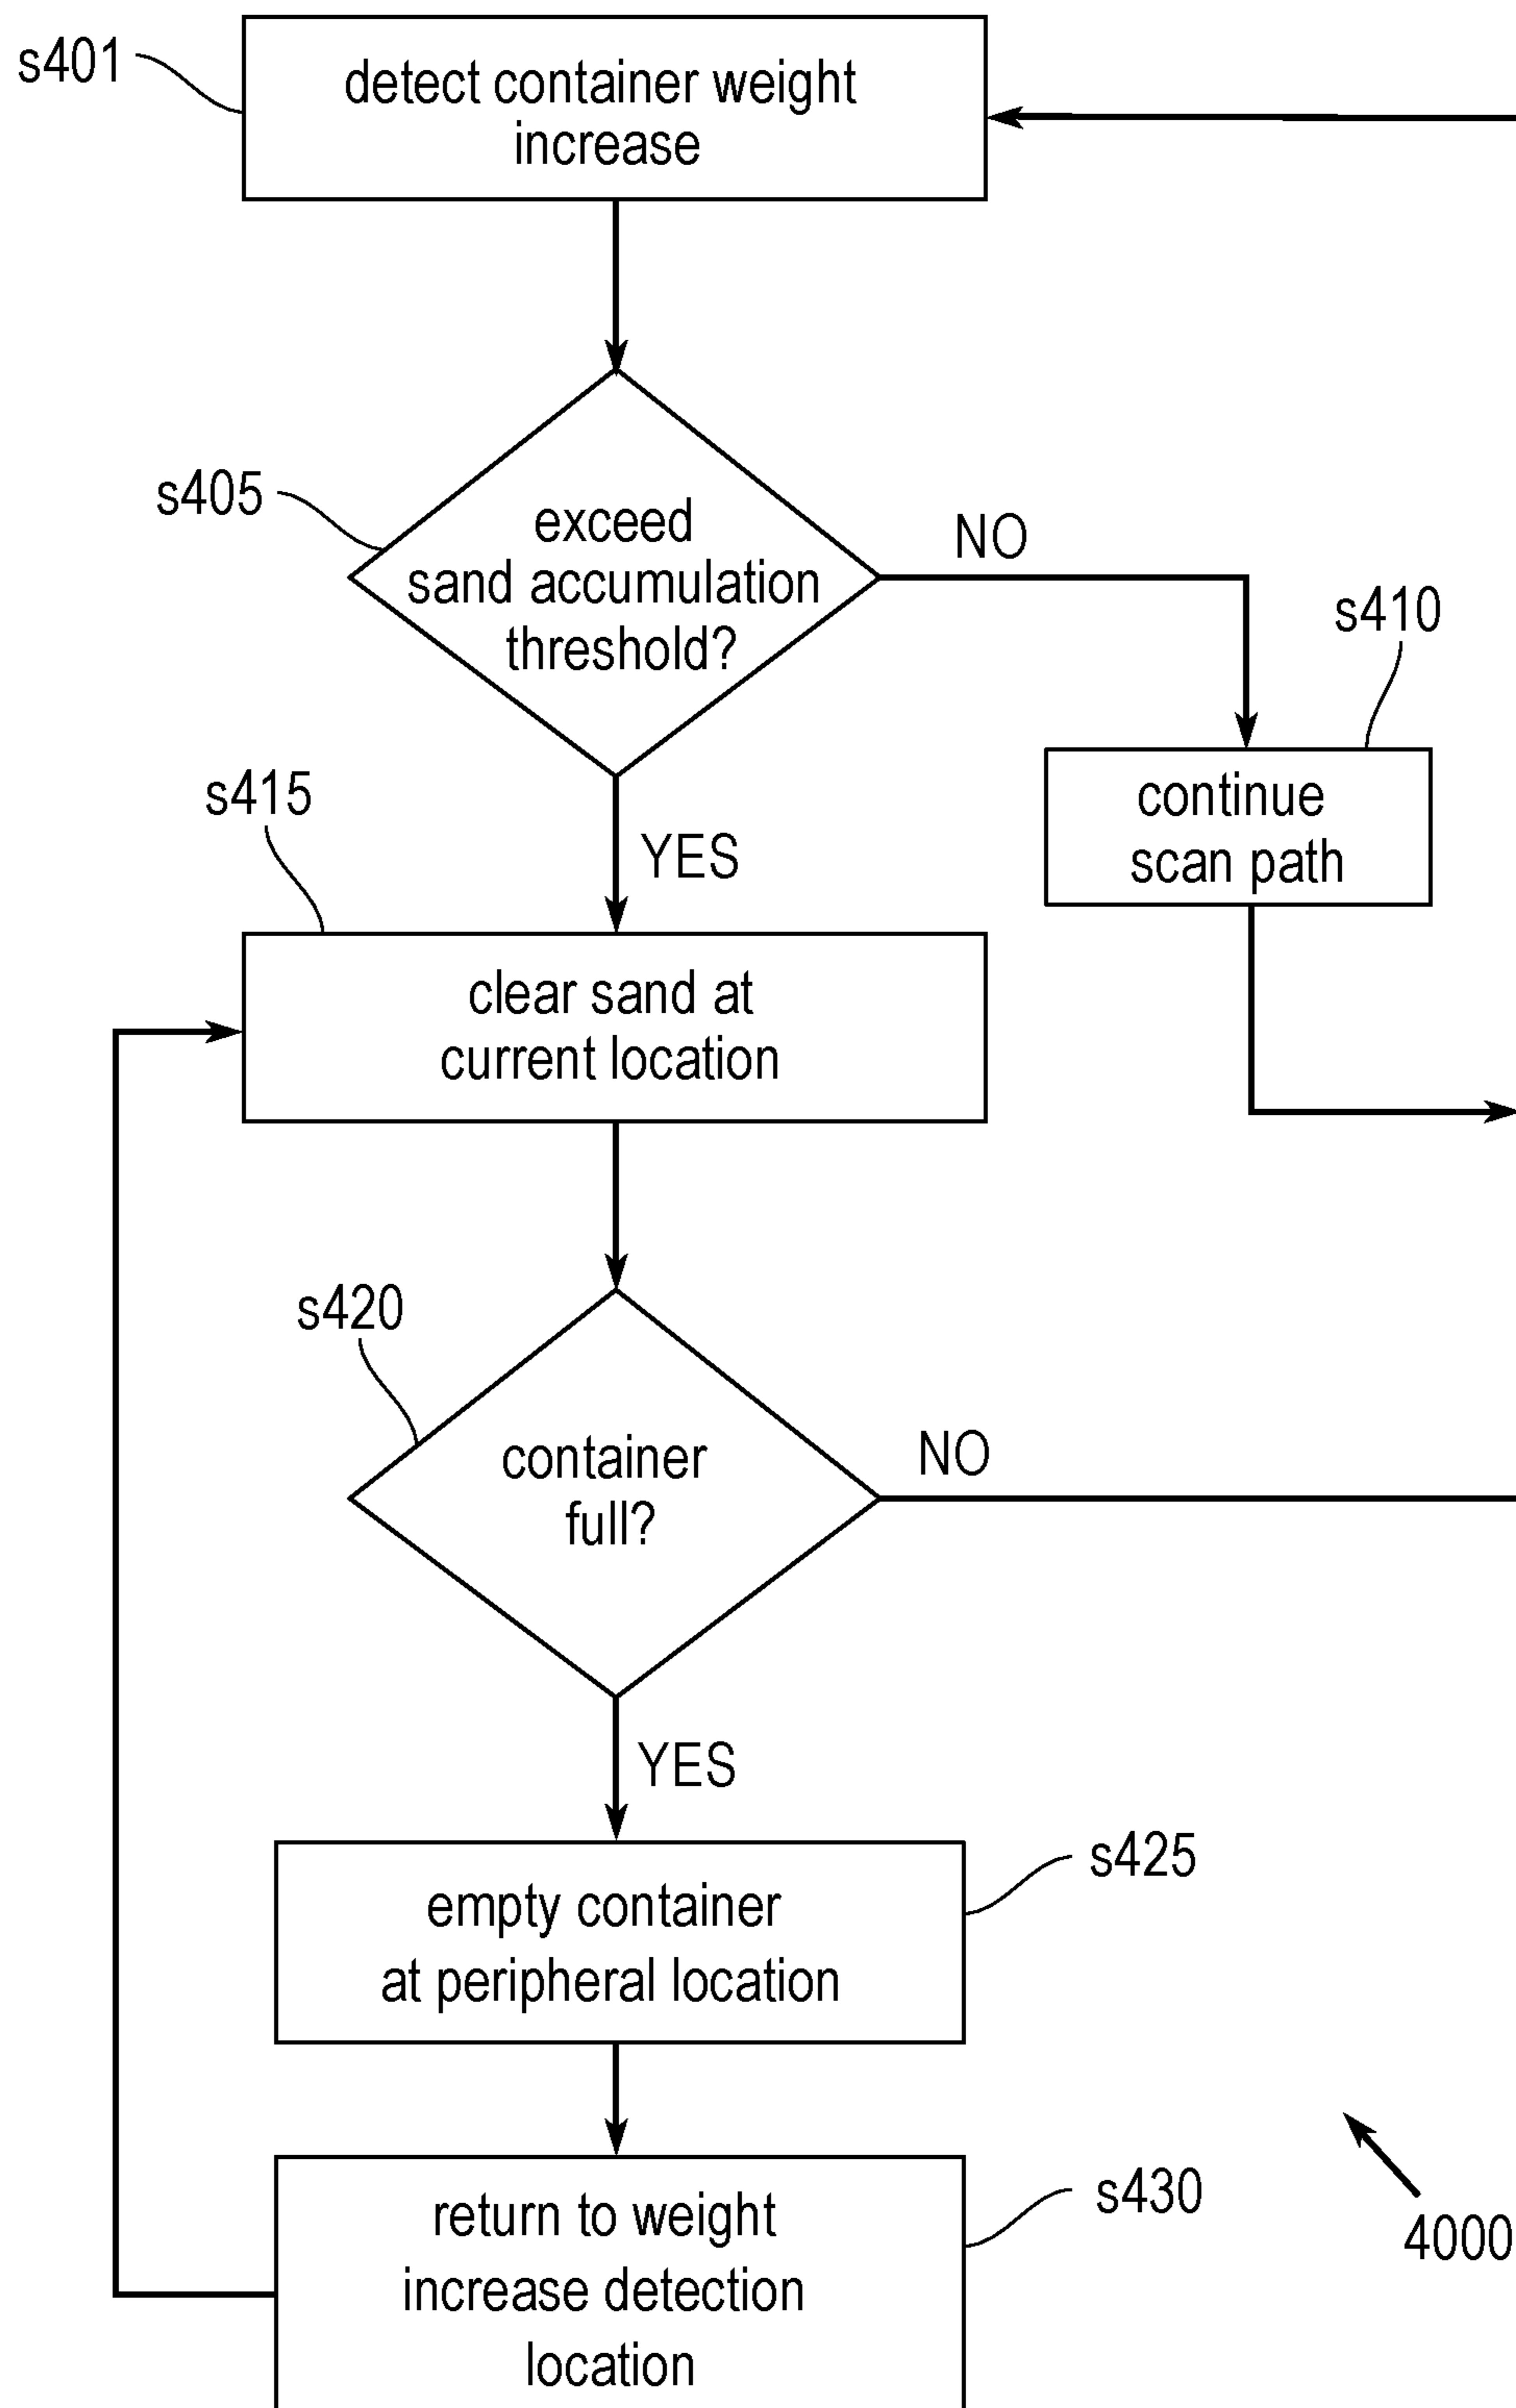 s401
detect container weight
increase
s405
exceed
sand accumulation
threshold?
NO
s410
continue
scan path
YES
s415
clear sand at
current location
s420
container
full?
NO
YES
s425
empty container
at peripheral location
s430
return to weight
increase detection
location
4000